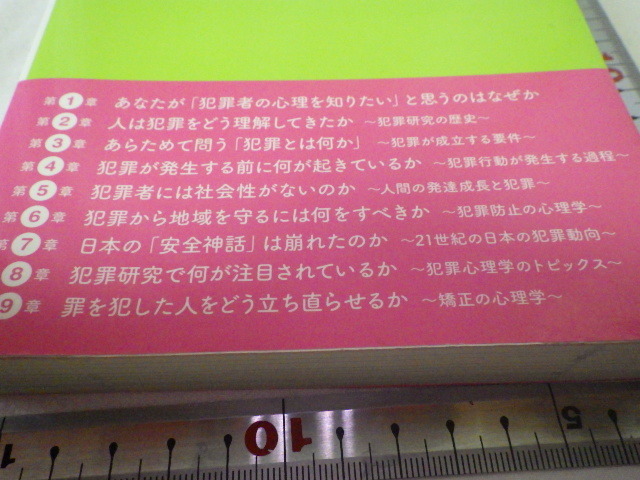 第1章 あなたが「犯罪者の心理を知りたい」と思うのはなぜか
第2章 人は犯罪をどう理解してきたか ～犯罪研究の歴史～
第3章 あらためて問う「犯罪とは何か」 ～犯罪が成立する要件～
第4章 犯罪が発生する前に何が起きているか ～犯罪行動が発生する過程～
第5章 犯罪者には社会性がないのか ～人間の発達成長と犯罪～
第6章 犯罪から地域を守るには何をすべきか ～犯罪防止の心理学～
第7章 日本の「安全神話」は崩れたのか ～21世紀の日本の犯罪動向～
8章 犯罪研究で何が注目されているか ～犯罪心理学のトピックス～
9章 罪を犯した人をどう立ち直らせるか ～矯正の心理学～
1 10 5